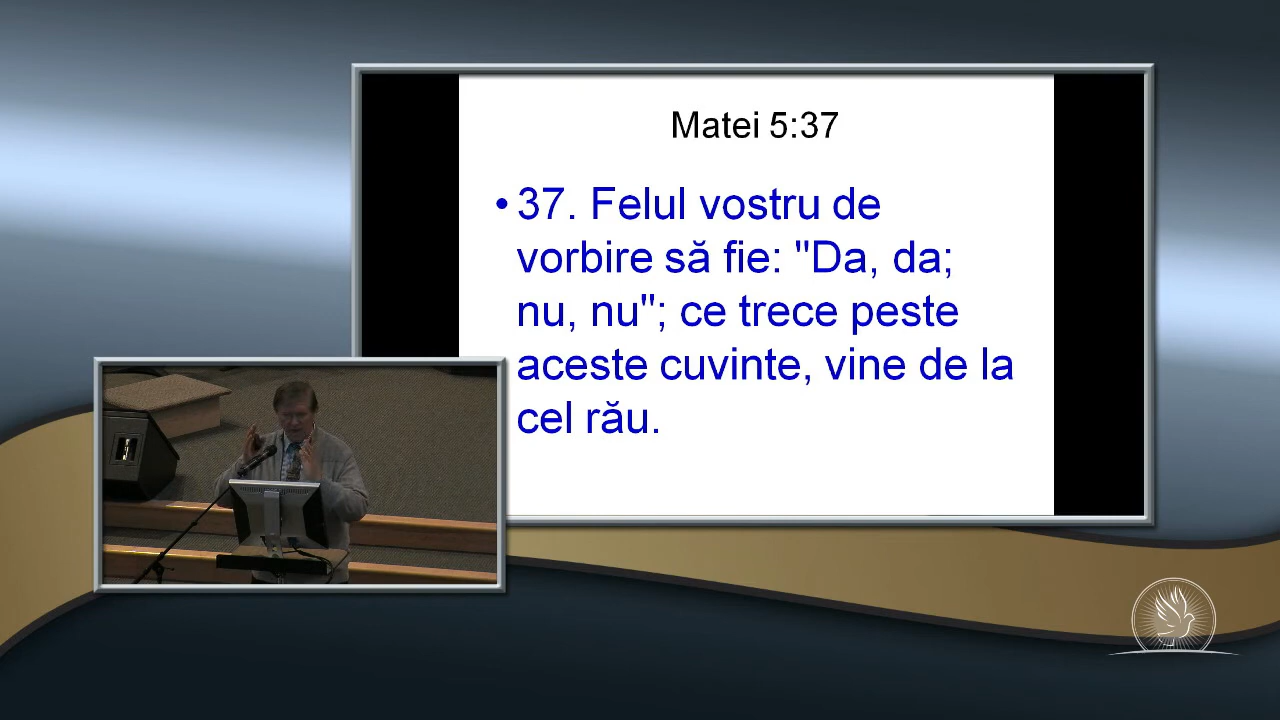 Matei 5:37
• 37. Felul vostru de
vorbire să fie: "Da, da;
nu, nu"; ce trece peste
aceste cuvinte, vine de la
cel rău.